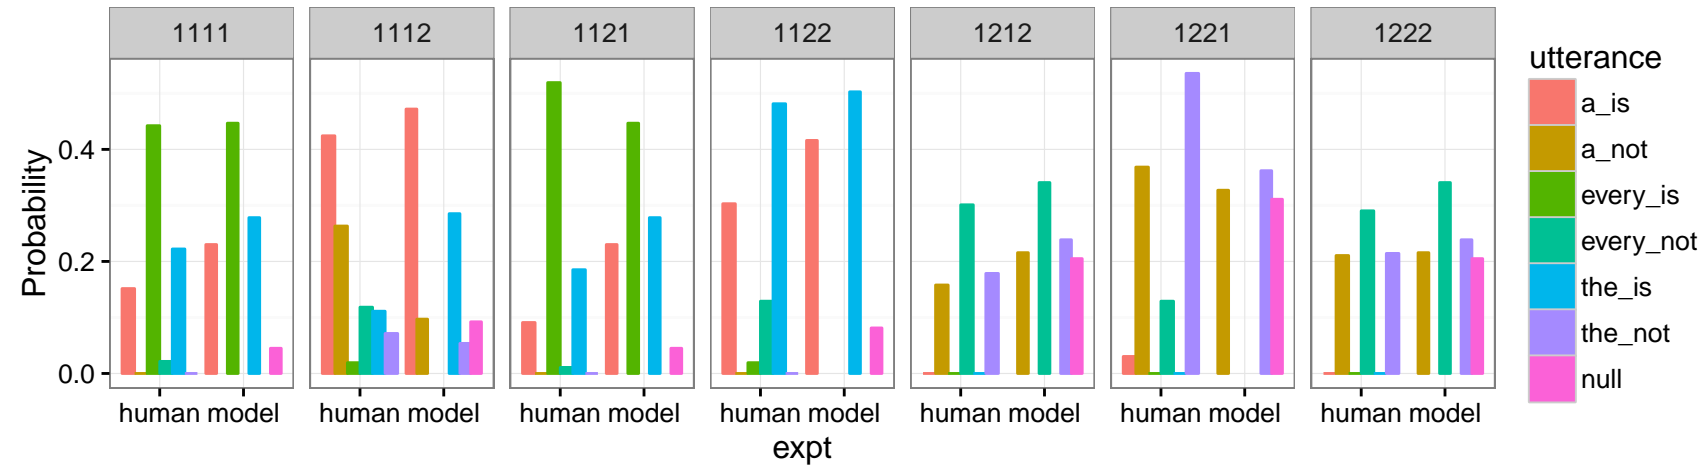 1111 1112 1121 1122 1212 1221 1222
Probability
0.4
0.2
0.0
human model human model human model human model human model human model human model
expt
utterance
a_is
a_not
every_is
every_not
the_is
the_not
null